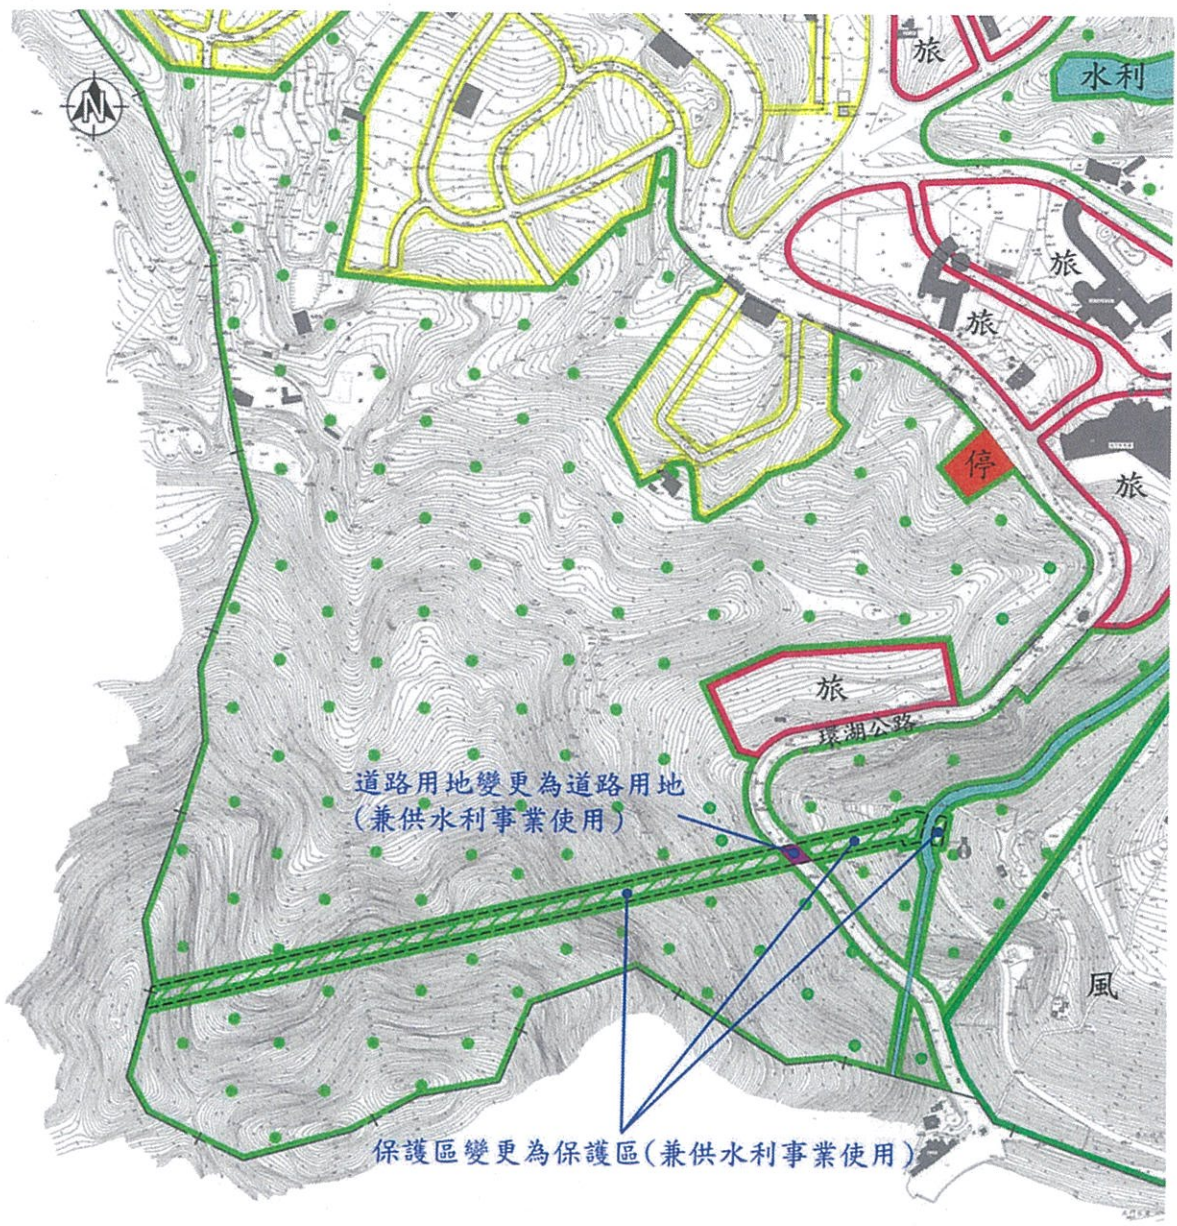 旅
水利
N
旅
旅
停
旅
旅
環湖公路
道路用地變更為道路用地
(兼供水利事業使用)
風
保護區變更為保護區(兼供水利事業使用)